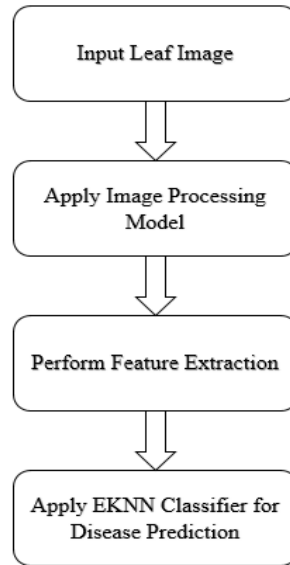 Input Leaf Image
Apply Image Processing
Model
Perform Feature Extraction
Apply EKNN Classifier for
Disease Prediction